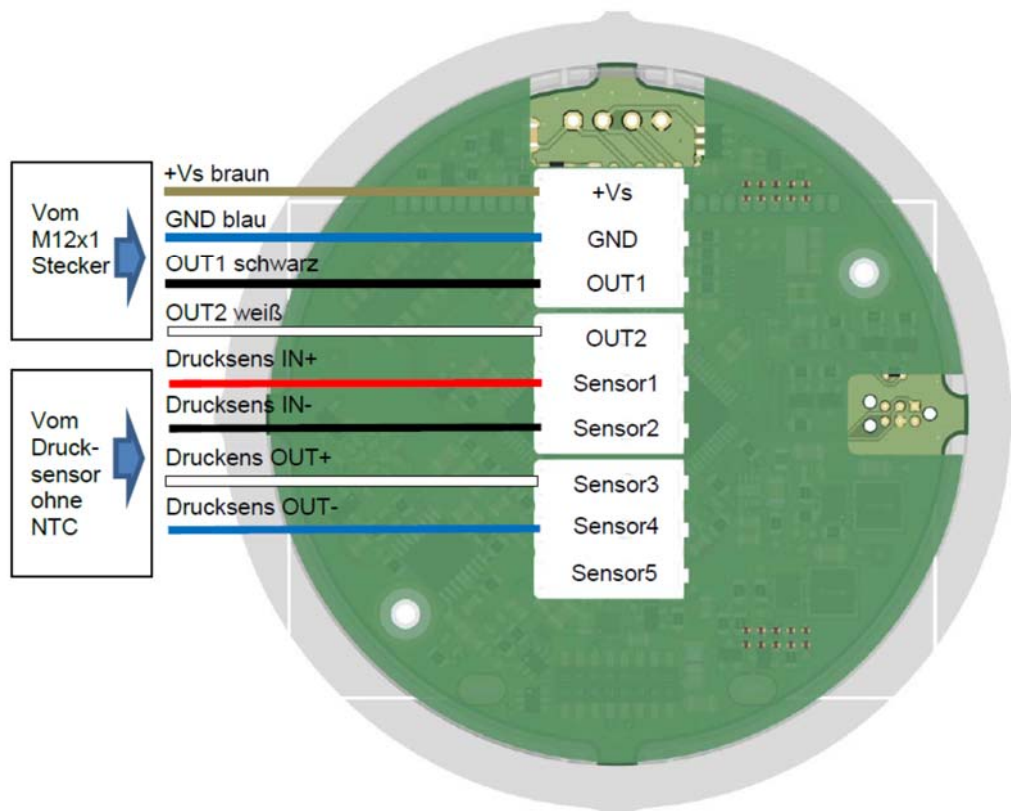 Vom
M12x1
Stecker
+Vs braun
GND blau
OUT1 schwarz
OUT2 weiß
Vom
Druck-
sensor
ohne
NTC
Drucksens IN+
Drucksens IN-
Druckens OUT+
Drucksens OUT-
+Vs
GND
OUT1
OUT2
Sensor1
Sensor2
Sensor3
Sensor4
Sensor5